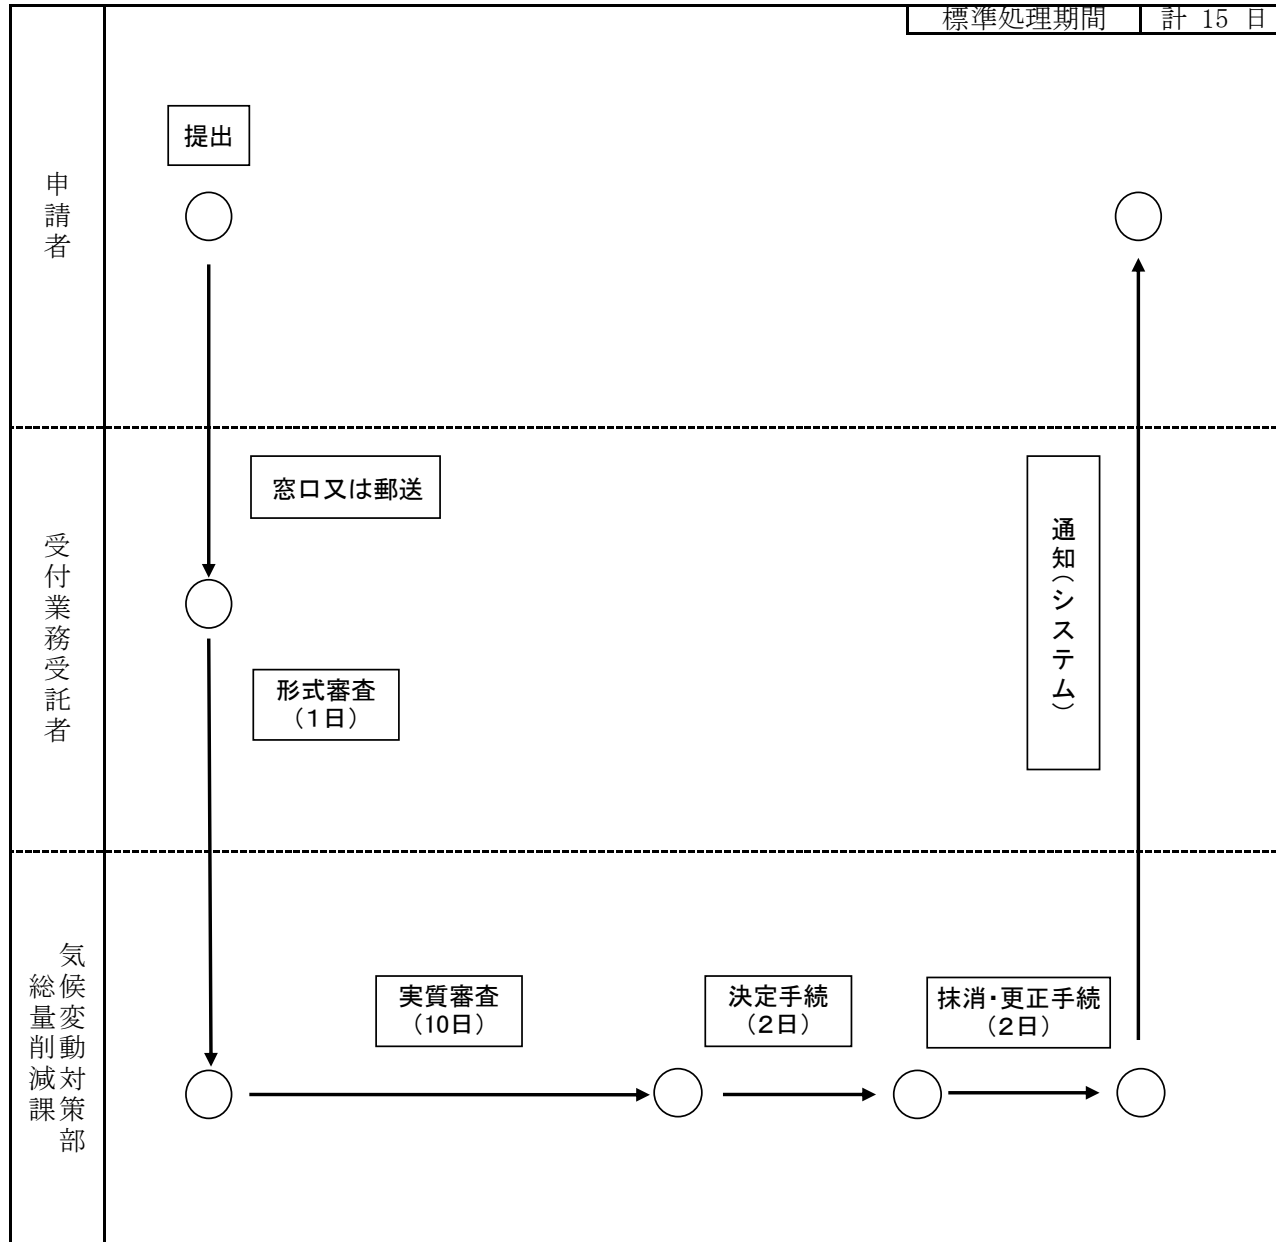 標準処理期間
計 15 日
申請者
提出
受付業務受託者
窓口又は郵送
形式審査
(1日)
通知(システム)
気候変動対策部
総量削減課
実質審査
(10日)
決定手続
(2日)
抹消・更正手続
(2日)